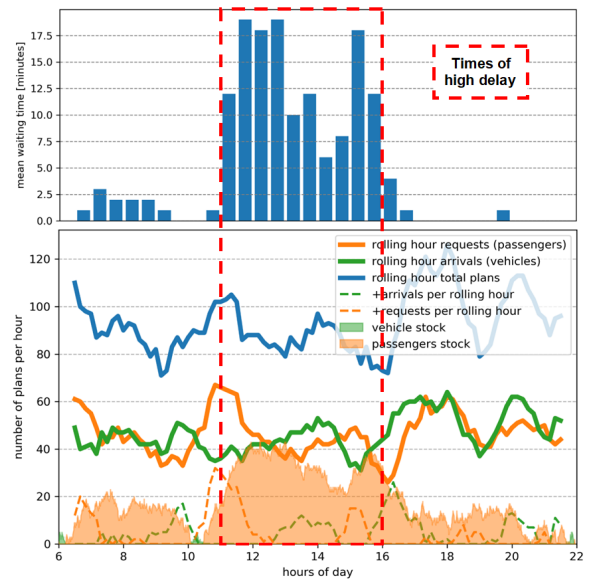 17.5
15.0
12.5
10.0
7.5
5.0
2.5
0.0
mean waiting time [minutes]
Times of
high delay
rolling hour requests (passengers)
rolling hour arrivals (vehicles)
rolling hour total plans
+arrivals per rolling hour
+requests per rolling hour
vehicle stock
passengers stock
120
100
80
60
40
20
0
number of plans per hour
6 8 10 12 14 16 18 20 22
hours of day